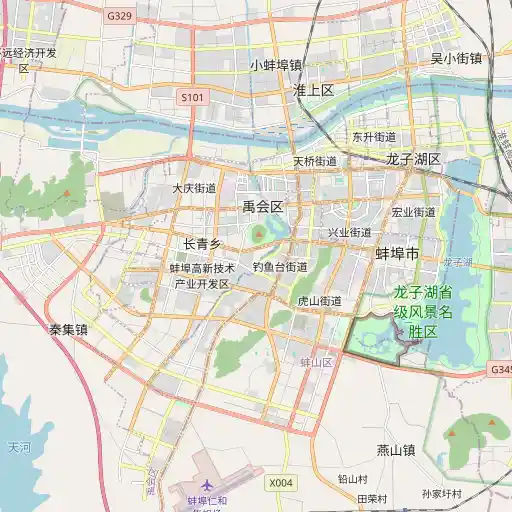 G329
吴小街镇
怀远经济开发
区
小蚌埠镇
淮上区
S101
东升街道
天桥街道
龙子湖区
大庆街道
禹会区
宏业街道
兴业街道
长青乡
蚌埠市
蚌埠高新技术
产业开发区
钓鱼台街道
龙子湖
龙子湖省
级风景名
胜区
虎山街道
秦集镇
蚌山区
G345
天河
燕山镇
铅山村
X004
孙家圩村
田荣村
蚌埠仁和